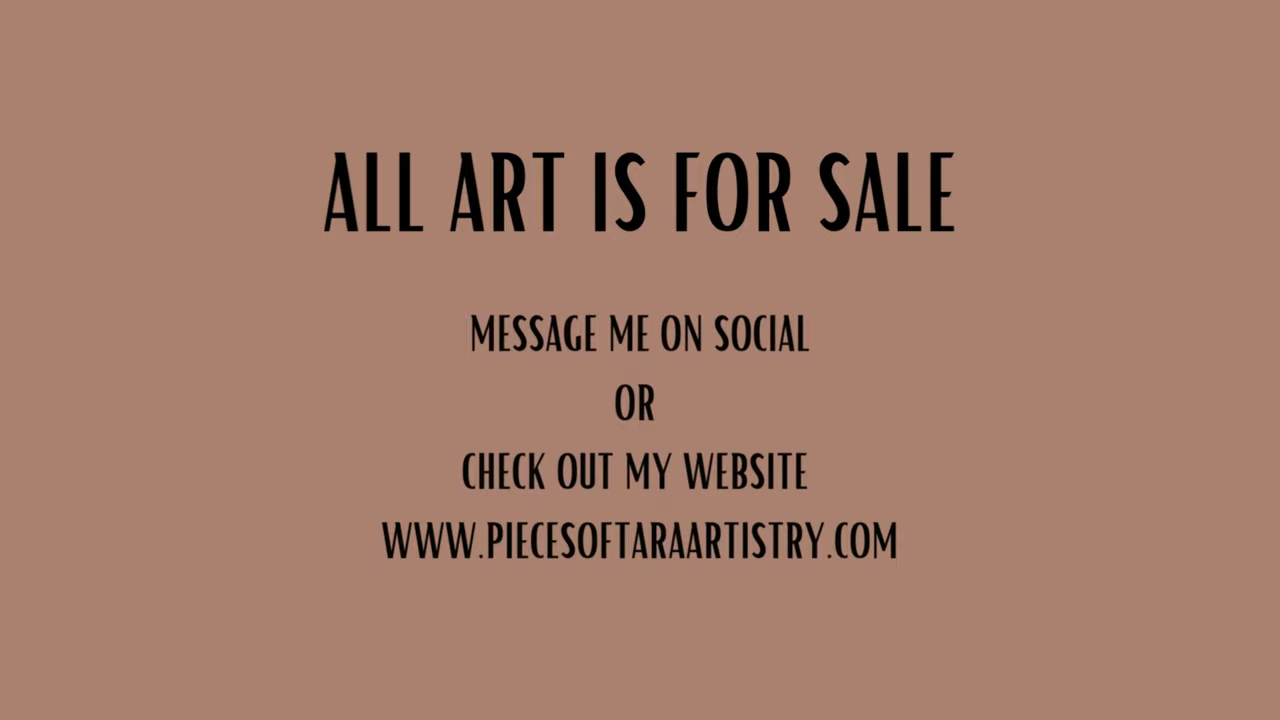 ALL ART IS FOR SALE
MESSAGE ME ON SOCIAL
OR
CHECK OUT MY WEBSITE
WWW.PIECESOFTARAARTISTRY.COM